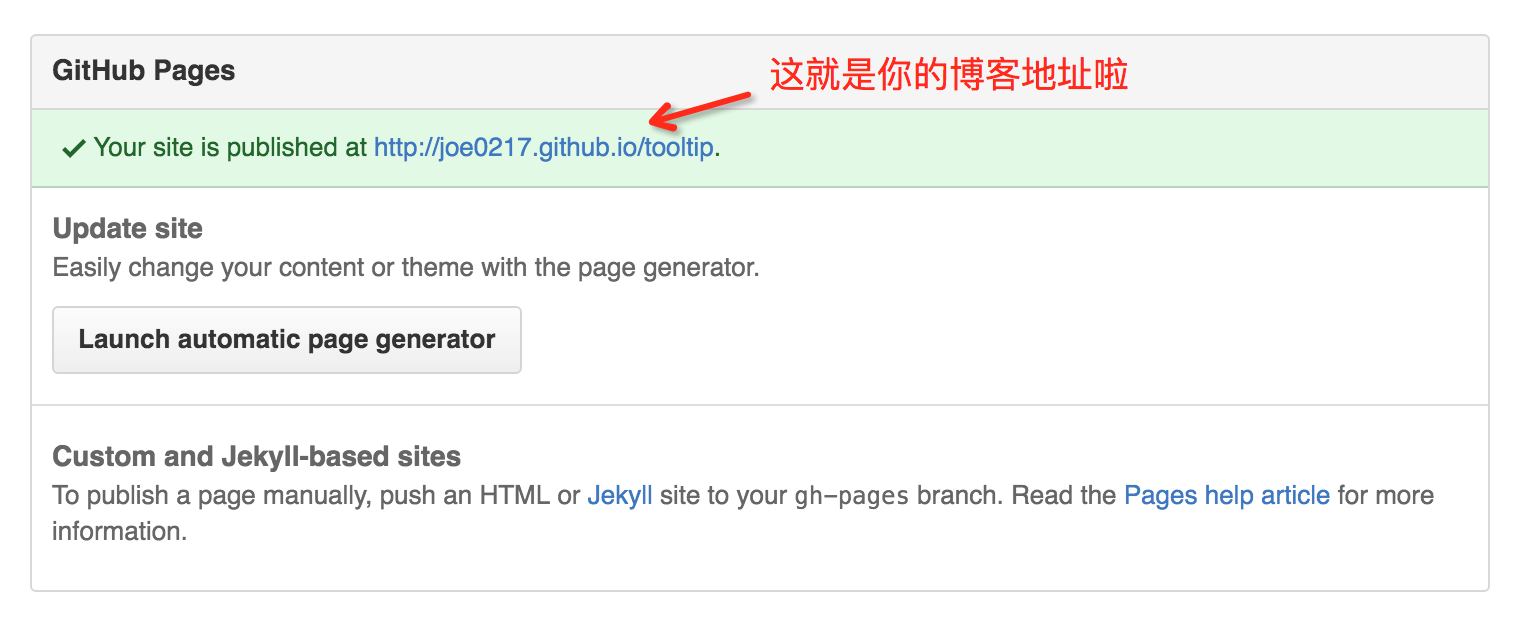 GitHub Pages
这就是你的博客地址啦
Your site is published at http://joe0217.github.io/tooltip.
Update site
Easily change your content or theme with the page generator.
Launch automatic page generator
Custom and Jekyll-based sites
To publish a page manually, push an HTML or Jekyll site to your gh-pages branch. Read the Pages help article for more
information.